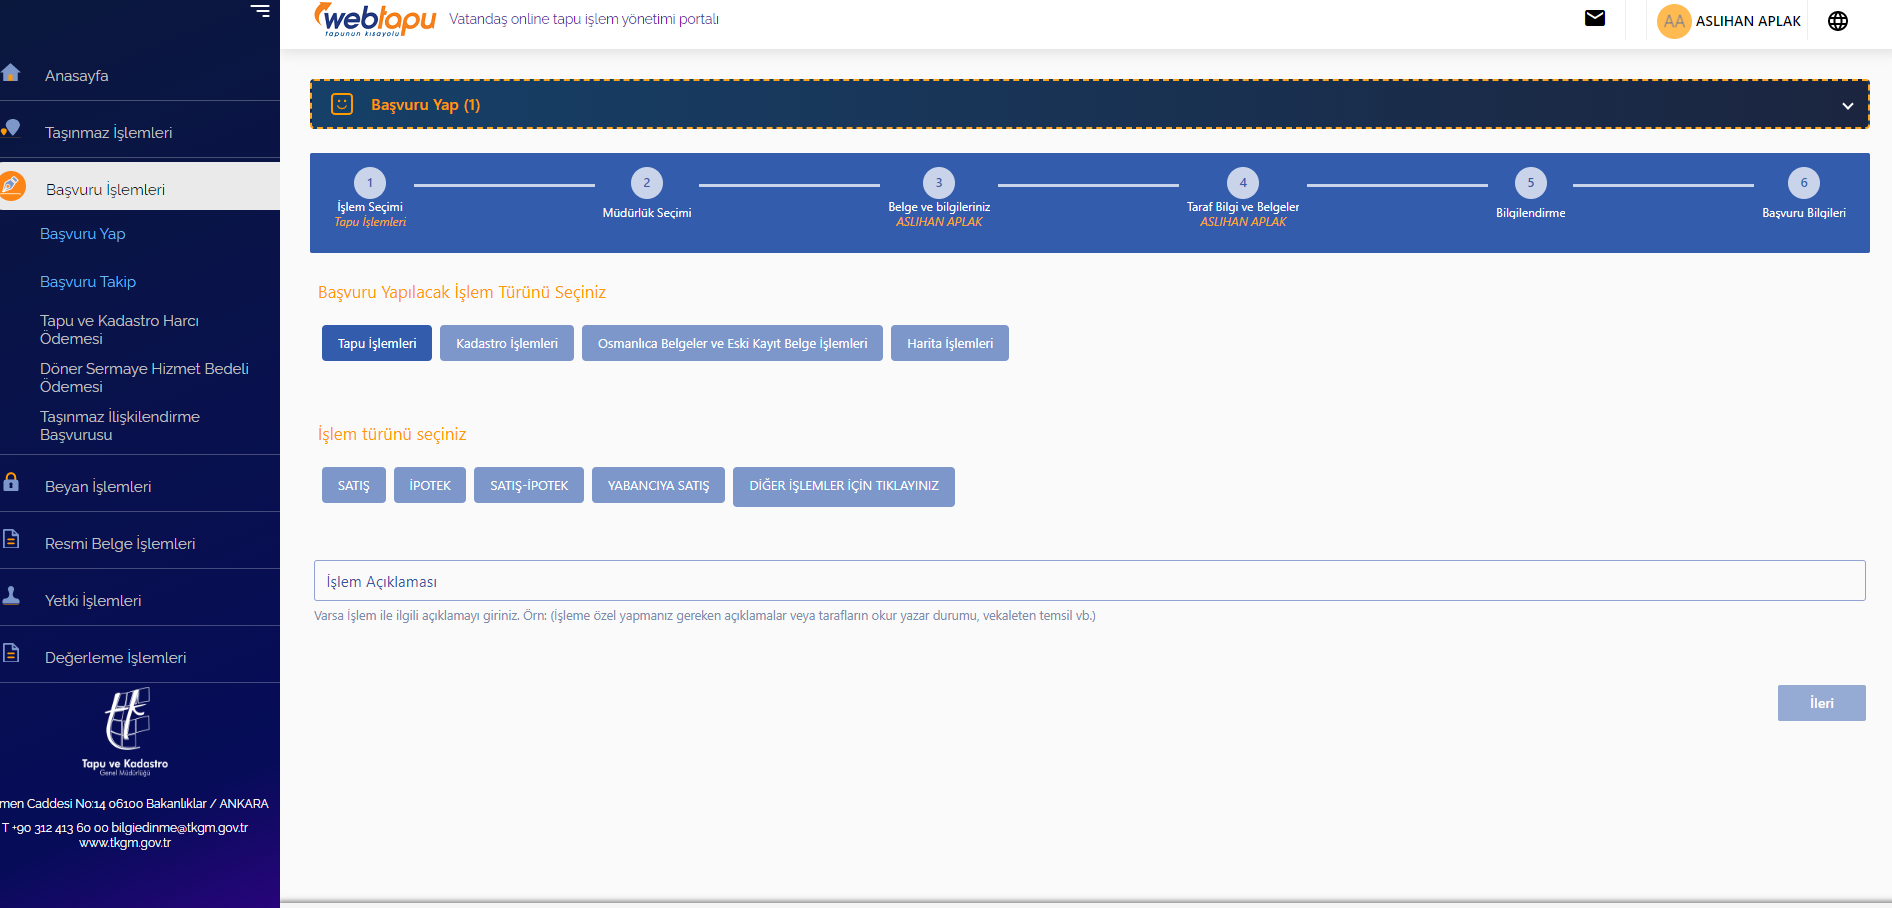 webtapu
tapunun kısayolu
Vatandaş online tapu işlem yönetimi portalı
AA ASLIHAN APLAK
Anasayfa
Taşınmaz İşlemleri
Başvuru İşlemleri
Başvuru Yap
Başvuru Takip
Tapu ve Kadastro Harcı
Ödemesi
Döner Sermaye Hizmet Bedeli
Ödemesi
Taşınmaz İlişkilendirme
Başvurusu
Beyan İşlemleri
Resmi Belge İşlemleri
Yetki İşlemleri
Değerleme İşlemleri
Tapu ve Kadastro
Genel Müdürlüğü
men Caddesi No:14 06100 Bakanlıklar / ANKARA
T +90 312 413 60 00 bilgiedinme@tkgm.gov.tr
www.tkgm.gov.tr
Başvuru Yap (1)
1
İşlem Seçimi
Tapu İşlemleri
2
Müdürlük Seçimi
3
Belge ve bilgileriniz
ASLIHAN APLAK
4
Taraf Bilgi ve Belgeler
ASLIHAN APLAK
5
Bilgilendirme
6
Başvuru Bilgileri
Başvuru Yapılacak İşlem Türünü Seçiniz
Tapu İşlemleri Kadastro İşlemleri Osmanlıca Belgeler ve Eski Kayıt Belge İşlemleri Harita İşlemleri
İşlem türünü seçiniz
SATIŞ İPOTEK SATIŞ-İPOTEK YABANCIYA SATIŞ DİĞER İŞLEMLER İÇİN TIKLAYINIZ
İşlem Açıklaması
Varsa İşlem ile ilgili açıklamayı giriniz. Örn: (İşleme özel yapmanız gereken açıklamalar veya tarafların okur yazar durumu, vekaleten temsil vb.)
İleri